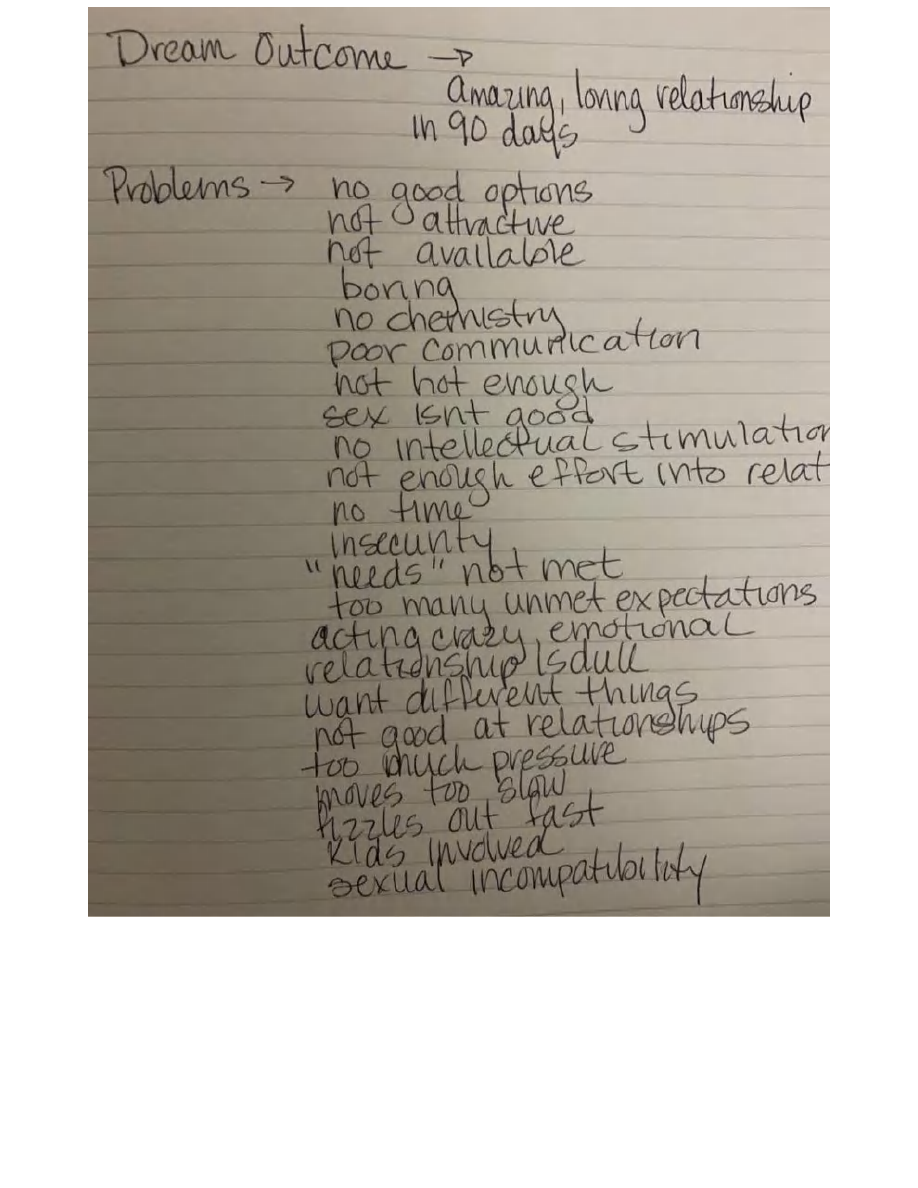 Dream Outcome →
amazing, loving relationship
in 90 days
Problems → no good options
not attractive
not available
boring
no chemistry
poor communication
not hot enough
sex isnt good
no intellectual stimulation
not enough effort into relat
no time
insecurity
"needs" not met
too many unmet expectations
acting crazy, emotional
relationship is dull
want different things
not good at relationships
too much pressure
moves too slow
fizzles out fast
kids involved
sexual incompatibility